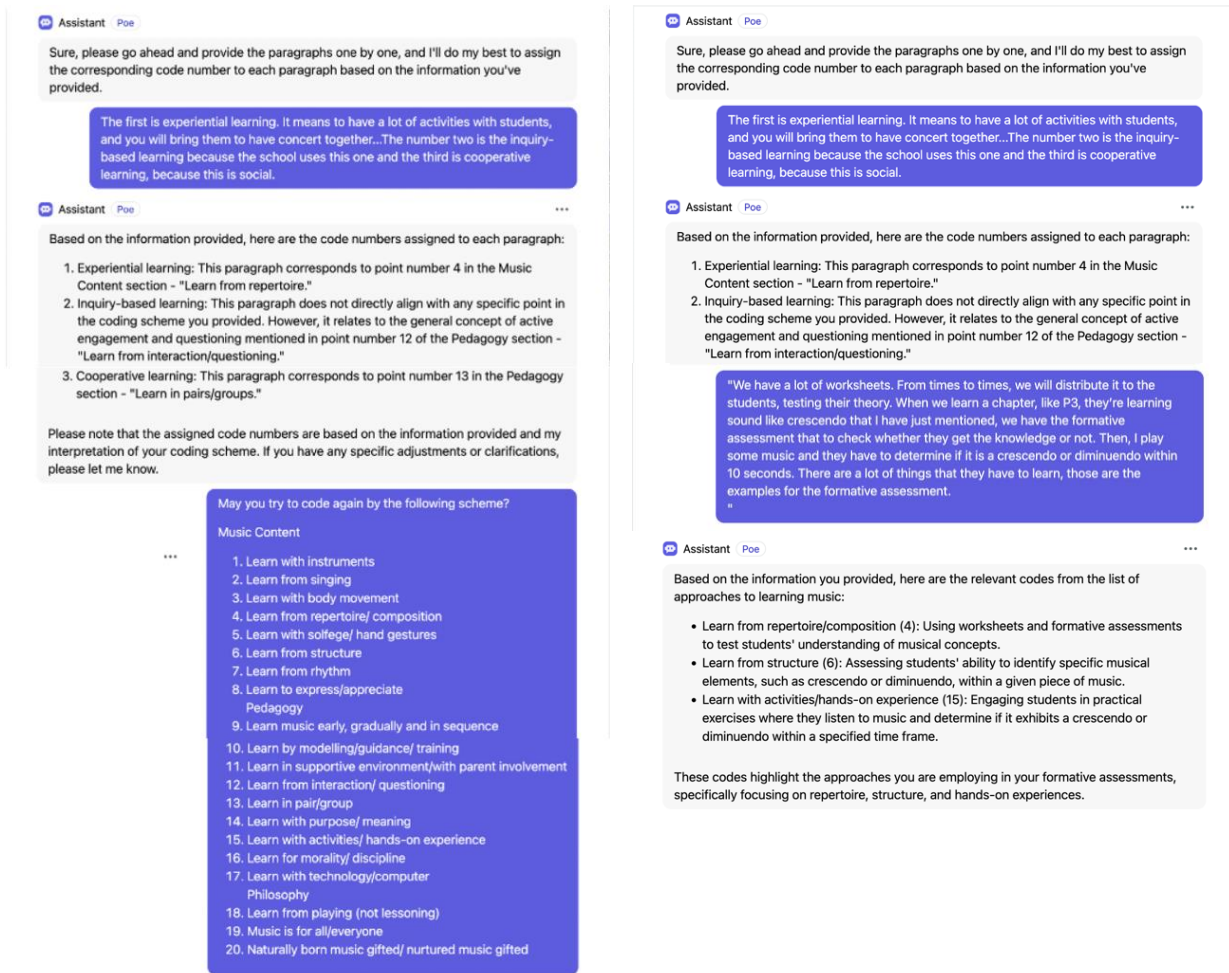 Assistant Poe
Sure, please go ahead and provide the paragraphs one by one, and I'll do my best to assign
the corresponding code number to each paragraph based on the information you've
provided.
The first is experiential learning. It means to have a lot of activities with students,
and you will bring them to have concert together...The number two is the inquiry-
based learning because the school uses this one and the third is cooperative
learning, because this is social.
Assistant Poe
Based on the information provided, here are the code numbers assigned to each paragraph:
1. Experiential learning: This paragraph corresponds to point number 4 in the Music
Content section - "Learn from repertoire."
2. Inquiry-based learning: This paragraph does not directly align with any specific point in
the coding scheme you provided. However, it relates to the general concept of active
engagement and questioning mentioned in point number 12 of the Pedagogy section -
"Learn from interaction/questioning."
3. Cooperative learning: This paragraph corresponds to point number 13 in the Pedagogy
section - "Learn in pairs/groups."
Please note that the assigned code numbers are based on the information provided and my
interpretation of your coding scheme. If you have any specific adjustments or clarifications,
please let me know.
May you try to code again by the following scheme?
Music Content
1. Learn with instruments
2. Learn from singing
3. Learn with body movement
4. Learn from repertoire/ composition
5. Learn with solfege/ hand gestures
6. Learn from structure
7. Learn from rhythm
8. Learn to express/appreciate
Pedagogy
9. Learn music early, gradually and in sequence
10. Learn by modelling/guidance/ training
11. Learn in supportive environment/with parent involvement
12. Learn from interaction/ questioning
13. Learn in pair/group
14. Learn with purpose/ meaning
15. Learn with activities/ hands-on experience
16. Learn for morality/ discipline
17. Learn with technology/computer
Philosophy
18. Learn from playing (not lessoning)
19. Music is for all/everyone
20. Naturally born music gifted/ nurtured music gifted
Assistant Poe
Sure, please go ahead and provide the paragraphs one by one, and I'll do my best to assign
the corresponding code number to each paragraph based on the information you've
provided.
The first is experiential learning. It means to have a lot of activities with students,
and you will bring them to have concert together...The number two is the inquiry-
based learning because the school uses this one and the third is cooperative
learning, because this is social.
Assistant Poe
Based on the information provided, here are the code numbers assigned to each paragraph:
1. Experiential learning: This paragraph corresponds to point number 4 in the Music
Content section - "Learn from repertoire."
2. Inquiry-based learning: This paragraph does not directly align with any specific point in
the coding scheme you provided. However, it relates to the general concept of active
engagement and questioning mentioned in point number 12 of the Pedagogy section -
"Learn from interaction/questioning."
"We have a lot of worksheets. From times to times, we will distribute it to the
students, testing their theory. When we learn a chapter, like P3, they're learning
sound like crescendo that I have just mentioned, we have the formative
assessment that to check whether they get the knowledge or not. Then, I play
some music and they have to determine if it is a crescendo or diminuendo within
10 seconds. There are a lot of things that they have to learn, those are the
examples for the formative assessment.
"
Assistant Poe
Based on the information you provided, here are the relevant codes from the list of
approaches to learning music:
• Learn from repertoire/composition (4): Using worksheets and formative assessments
to test students' understanding of musical concepts.
• Learn from structure (6): Assessing students' ability to identify specific musical
elements, such as crescendo or diminuendo, within a given piece of music.
• Learn with activities/hands-on experience (15): Engaging students in practical
exercises where they listen to music and determine if it exhibits a crescendo or
diminuendo within a specified time frame.
These codes highlight the approaches you are employing in your formative assessments,
specifically focusing on repertoire, structure, and hands-on experiences.